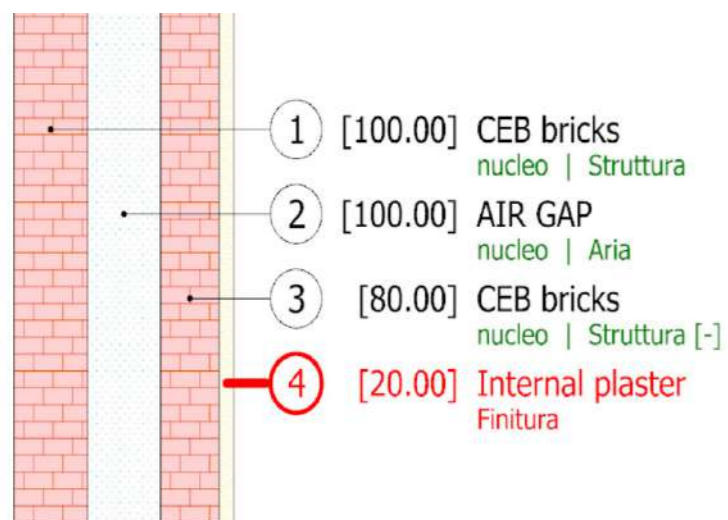 1 [100.00] CEB bricks
nucleo | Struttura
2 [100.00] AIR GAP
nucleo | Aria
3 [80.00] CEB bricks
nucleo | Struttura [-]
4 [20.00] Internal plaster
Finitura